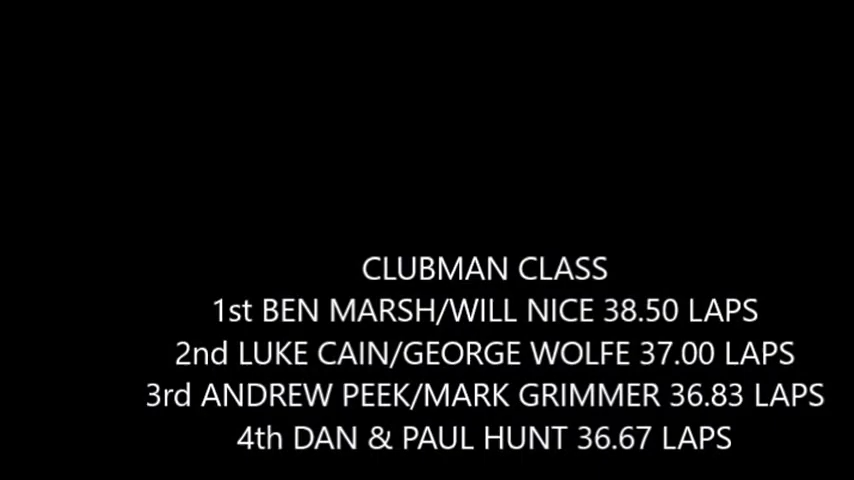 CLUBMAN CLASS
1st BEN MARSH/WILL NICE 38.50 LAPS
2nd LUKE CAIN/GEORGE WOLFE 37.00 LAPS
3rd ANDREW PEEK/MARK GRIMMER 36.83 LAPS
4th DAN & PAUL HUNT 36.67 LAPS